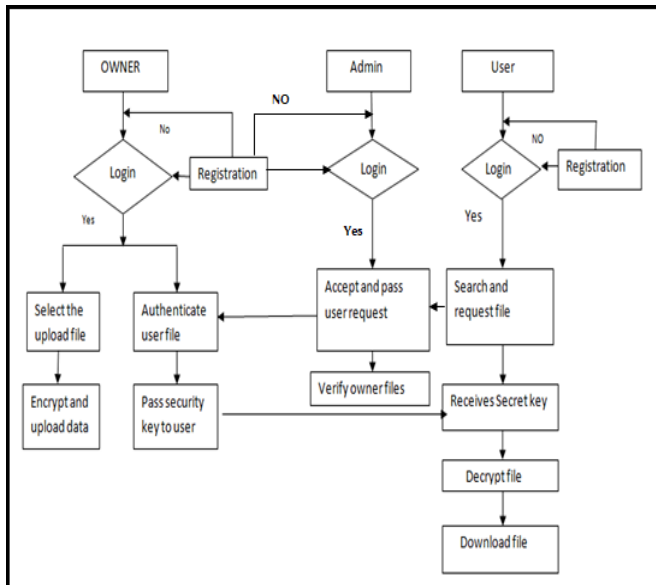 OWNER
Admin
User
NO
No
NO
Login
Registration
Login
Login
Registration
Yes
Yes
Yes
Select the
upload file
Authenticate
user file
Accept and pass
user request
Search and
request file
Encrypt and
upload data
Pass security
key to user
Verify owner files
Receives Secret key
Decrypt file
Download file